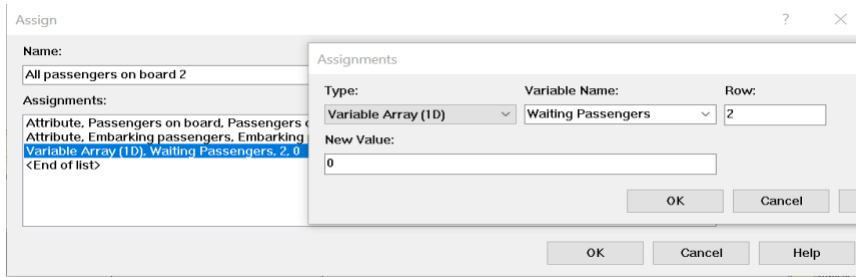 Assign
?
Name:
All passengers on board 2
Assignments:
Attribute, Passengers on board, Passengers
Attribute, Embarking passengers, Embarking
Variable Array (1D), Waiting Passengers, 2, 0
<End of list>
Assignments
Type:
Variable Name:
Row:
Variable Array (1D)
Waiting Passengers
2
New Value:
0
OK
Cancel
OK
Cancel
Help